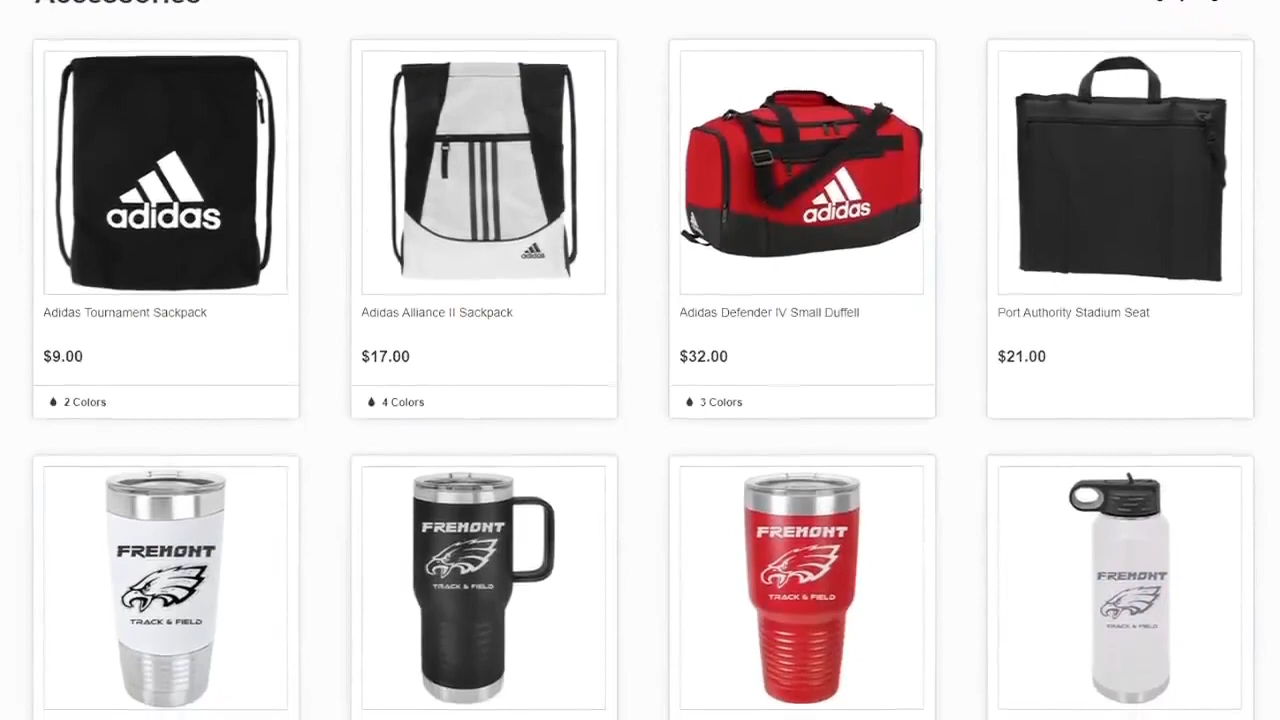 Accessories
adidas
adidas
adidas
Adidas Tournament Sackpack
Adidas Alliance II Sackpack
Adidas Defender IV Small Duffell
Port Authority Stadium Seat
$9.00
$17.00
$32.00
$21.00
2 Colors
4 Colors
3 Colors
FREMONT
TRACK & FIELD
FREMONT
TRACK & FIELD
FREMONT
TRACK & FIELD
FREMONT
TRACK & FIELD